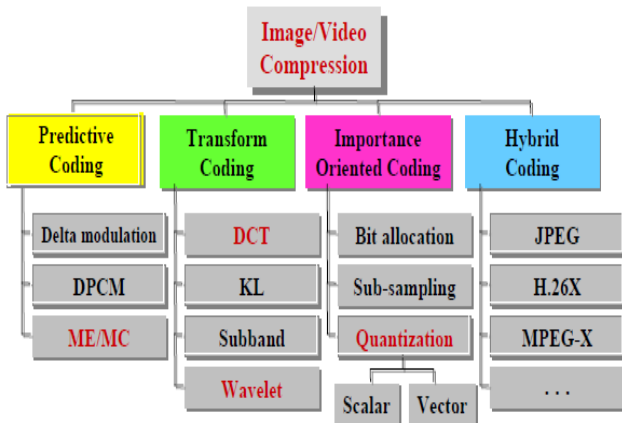 Image/Video
Compression
Predictive
Coding
Transform
Coding
Importance
Oriented Coding
Hybrid
Coding
Delta modulation
DPCM
ME/MC
DCT
KL
Subband
Wavelet
Bit allocation
Sub-sampling
Quantization
Scalar
Vector
JPEG
H.26X
MPEG-X
. . .